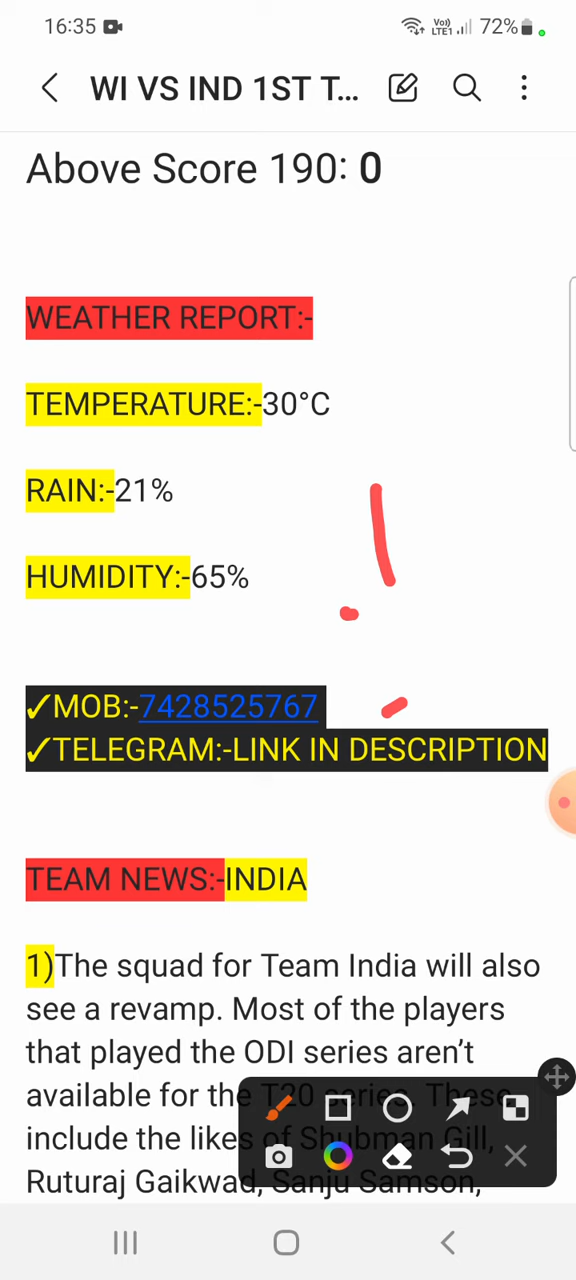 16:35
Vo)) LTE1 72%
WI VS IND 1ST T...
Above Score 190: 0
WEATHER REPORT:-
TEMPERATURE:-30°C
RAIN:-21%
HUMIDITY:-65%
✓MOB:-7428525767
✓TELEGRAM:-LINK IN DESCRIPTION
TEAM NEWS:-INDIA
1)The squad for Team India will also
see a revamp. Most of the players
that played the ODI series aren’t
available for the T20 series. These
include the likes of Shubman Gill,
Ruturaj Gaikwad, Sanju Samson,